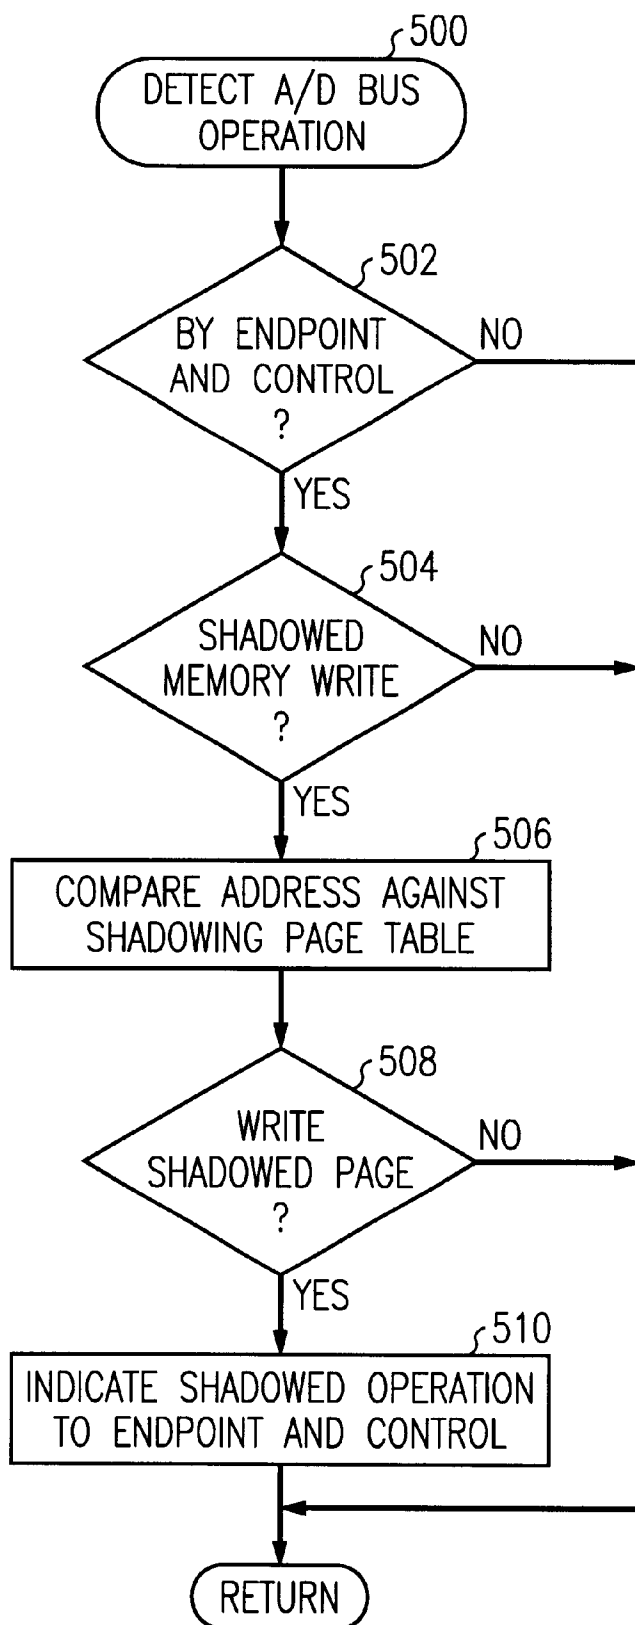 500
DETECT A/D BUS
OPERATION
502
BY ENDPOINT
AND CONTROL
?
NO
YES
504
SHADOWED
MEMORY WRITE
?
NO
YES
506
COMPARE ADDRESS AGAINST
SHADOWING PAGE TABLE
508
WRITE
SHADOWED PAGE
?
NO
YES
510
INDICATE SHADOWED OPERATION
TO ENDPOINT AND CONTROL
RETURN